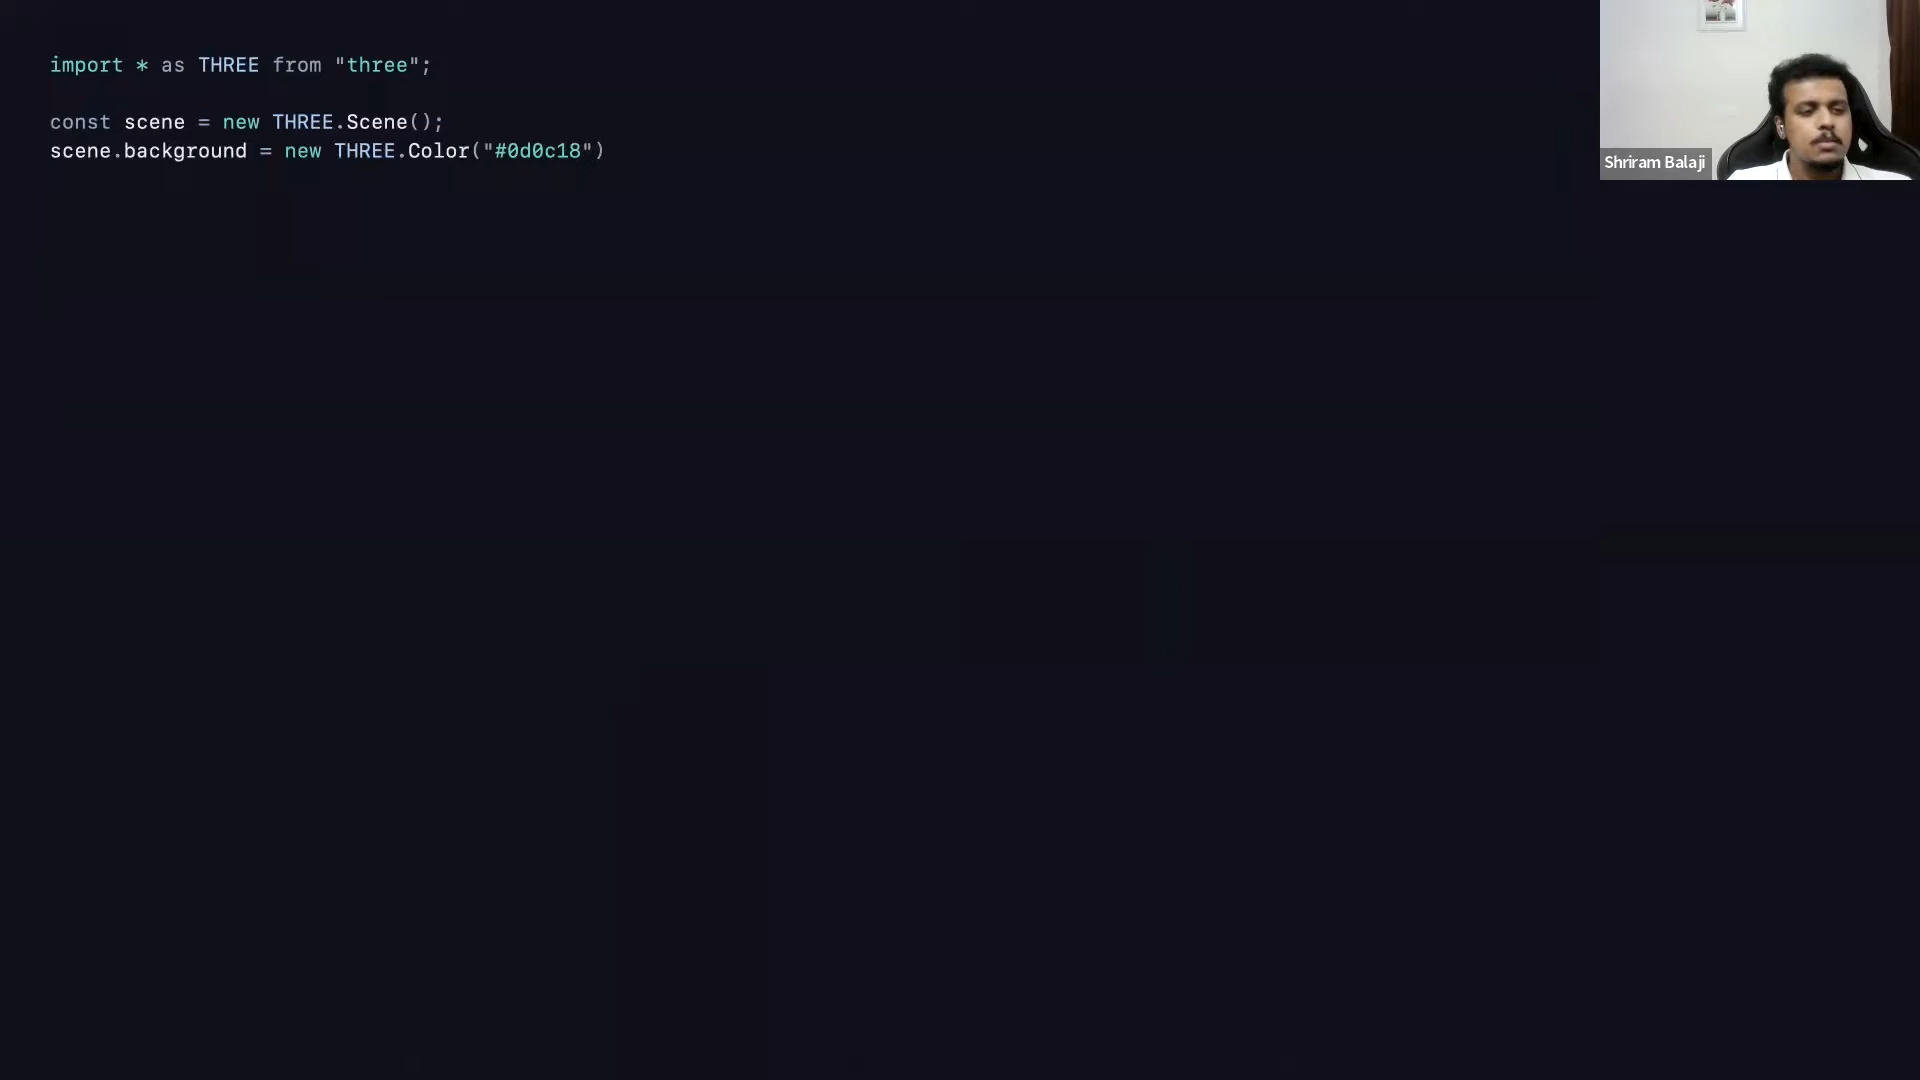 import * as THREE from "three";
const scene = new THREE.Scene();
scene.background = new THREE.Color("#0d0c18")
Shriram Balaji